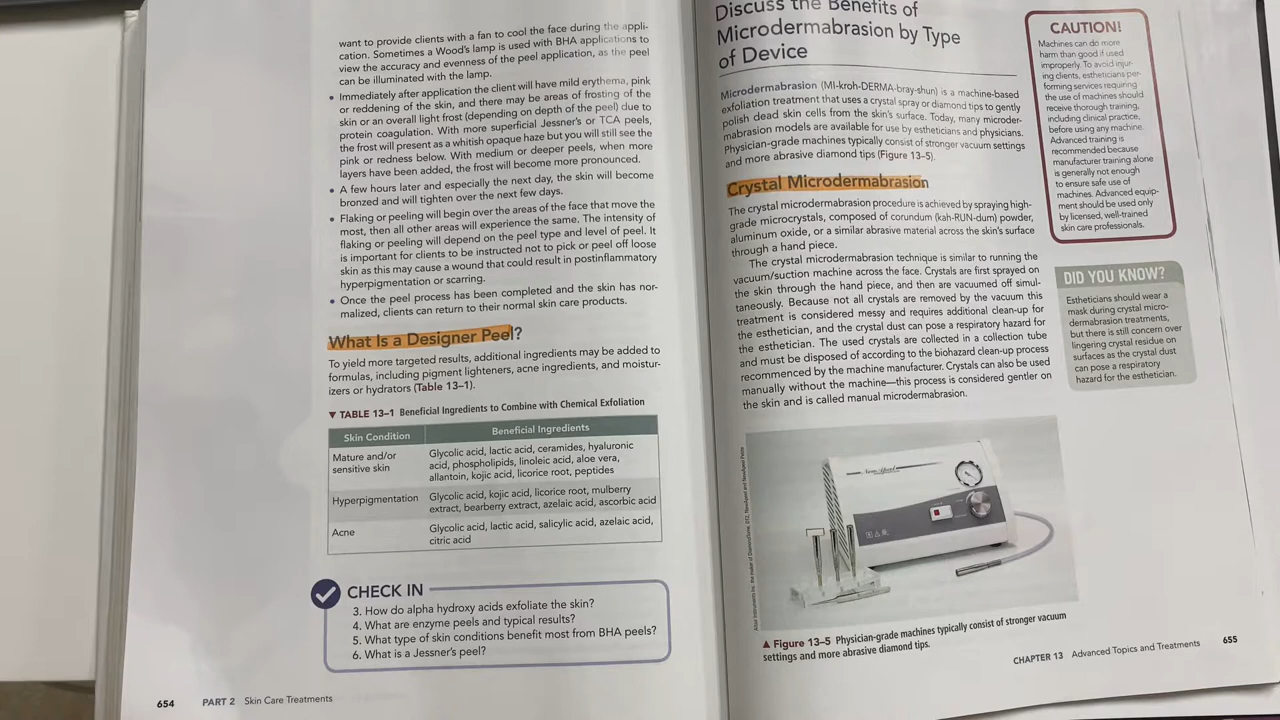 want to provide clients with a fan to cool the face during the appli-
cation. Sometimes a Wood's lamp is used with BHA applications to
view the accuracy and evenness of the peel application, as the peel
can be illuminated with the lamp.
• Immediately after application the client will have mild erythema, pink
or reddening of the skin, and there may be areas of frosting of the
skin or an overall light frost (depending on depth of the peel) due to
protein coagulation. With more superficial Jessner's or TCA peels,
the frost will present as a whitish opaque haze but you will still see the
pink or redness below. With medium or deeper peels, when more
layers have been added, the frost will become more pronounced.
• A few hours later and especially the next day, the skin will become
bronzed and will tighten over the next few days.
• Flaking or peeling will begin over the areas of the face that move the
most, then all other areas will experience the same. The intensity of
flaking or peeling will depend on the peel type and level of peel. It
is important for clients to be instructed not to pick or peel off loose
skin as this may cause a wound that could result in postinflammatory
hyperpigmentation or scarring.
• Once the peel process has been completed and the skin has nor-
malized, clients can return to their normal skin care products.
What Is a Designer Peel?
To yield more targeted results, additional ingredients may be added to
formulas, including pigment lighteners, acne ingredients, and moistur-
izers or hydrators (Table 13–1).
▼ TABLE 13–1 Beneficial Ingredients to Combine with Chemical Exfoliation
Skin Condition Beneficial Ingredients
Mature and/or
sensitive skin
Glycolic acid, lactic acid, ceramides, hyaluronic
acid, phospholipids, linoleic acid, aloe vera,
allantoin, kojic acid, licorice root, peptides
Hyperpigmentation
Glycolic acid, kojic acid, licorice root, mulberry
extract, bearberry extract, azelaic acid, ascorbic acid
Acne
Glycolic acid, lactic acid, salicylic acid, azelaic acid,
citric acid
CHECK IN
3. How do alpha hydroxy acids exfoliate the skin?
4. What are enzyme peels and typical results?
5. What type of skin conditions benefit most from BHA peels?
6. What is a Jessner's peel?
654 PART 2 Skin Care Treatments
Discuss the Benefits of
Microdermabrasion by Type
of Device
Microdermabrasion (MI-kroh-DERMA-bray-shun) is a machine-based
exfoliation treatment that uses a crystal spray or diamond tips to gently
polish dead skin cells from the skin's surface. Today, many microder-
mabrasion models are available for use by estheticians and physicians.
Physician-grade machines typically consist of stronger vacuum settings
and more abrasive diamond tips (Figure 13–5).
Crystal Microdermabrasion
The crystal microdermabrasion procedure is achieved by spraying high-
grade microcrystals, composed of corundum (kah-RUN-dum) powder,
aluminum oxide, or a similar abrasive material across the skin's surface
through a hand piece.
The crystal microdermabrasion technique is similar to running the
vacuum/suction machine across the face. Crystals are first sprayed on
the skin through the hand piece, and then are vacuumed off simul-
taneously. Because not all crystals are removed by the vacuum this
treatment is considered messy and requires additional clean-up for
the esthetician, and the crystal dust can pose a respiratory hazard for
the esthetician. The used crystals are collected in a collection tube
and must be disposed of according to the biohazard clean-up process
recommended by the machine manufacturer. Crystals can also be used
manually without the machine—this process is considered gentler on
the skin and is called manual microdermabrasion.
▲ Figure 13–5 Physician-grade machines typically consist of stronger vacuum
settings and more abrasive diamond tips.
CAUTION!
Machines can do more
harm than good if used
improperly. To avoid injur-
ing clients, estheticians per-
forming services requiring
the use of machines should
receive thorough training,
including clinical practice,
before using any machine.
Advanced training is
recommended because
manufacturer training alone
is generally not enough
to ensure safe use of
machines. Advanced equip-
ment should be used only
by licensed, well-trained
skin care professionals.
DID YOU KNOW?
Estheticians should wear a
mask during crystal micro-
dermabrasion treatments,
but there is still concern over
lingering crystal residue on
surfaces as the crystal dust
can pose a respiratory
hazard for the esthetician.
CHAPTER 13 Advanced Topics and Treatments 655